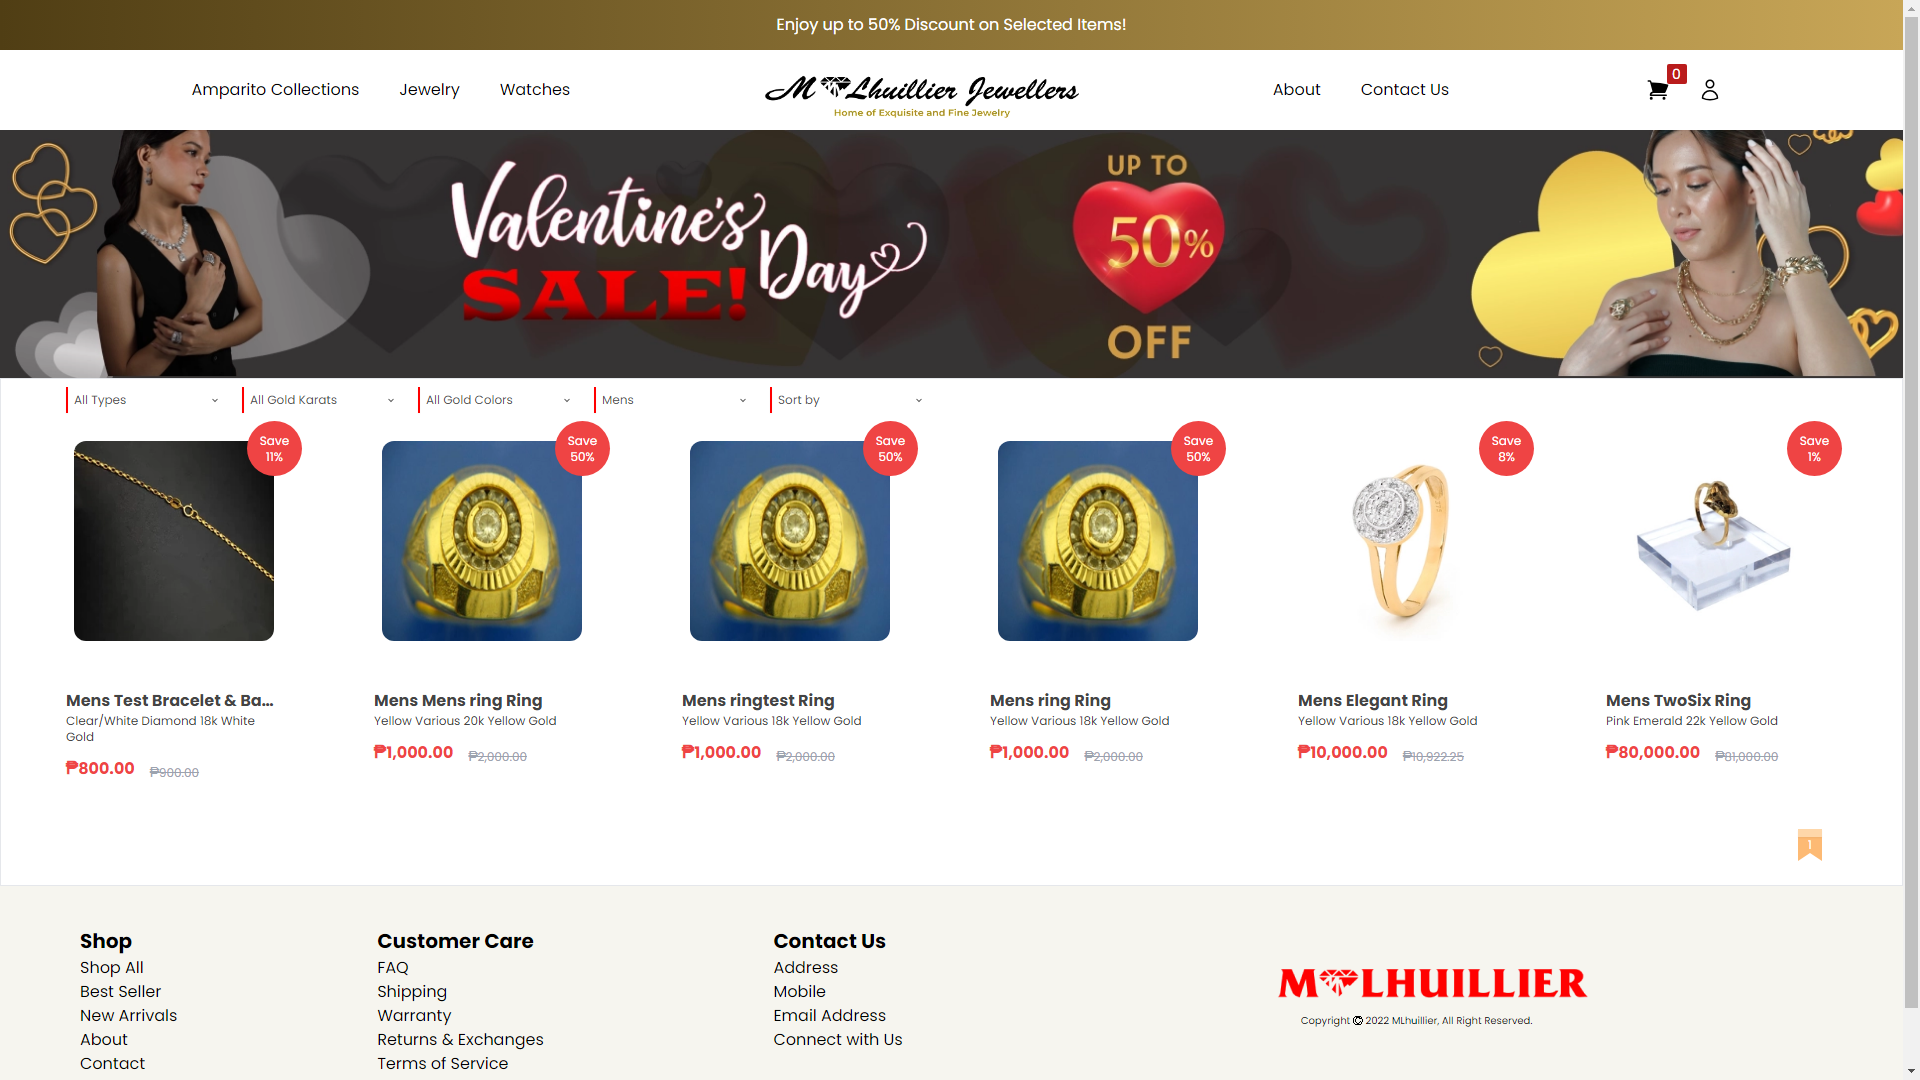 Enjoy up to 50% Discount on Selected Items!
Amparito Collections
Jewelry
Watches
M Lhuillier Jewellers
Home of Exquisite and Fine Jewelry
About
Contact Us
0
Valentine's
Day
SALE!
UP TO
50%
OFF
All Types
All Gold Karats
All Gold Colors
Mens
Sort by
Save
11%
Save
50%
Save
50%
Save
50%
Save
8%
Save
1%
Mens Test Bracelet & Ba...
Clear/White Diamond 18k White
Gold
₱800.00 ₱900.00
Mens Mens ring Ring
Yellow Various 20k Yellow Gold
₱1,000.00 ₱2,000.00
Mens ringtest Ring
Yellow Various 18k Yellow Gold
₱1,000.00 ₱2,000.00
Mens ring Ring
Yellow Various 18k Yellow Gold
₱1,000.00 ₱2,000.00
Mens Elegant Ring
Yellow Various 18k Yellow Gold
₱10,000.00 ₱10,922.25
Mens TwoSix Ring
Pink Emerald 22k Yellow Gold
₱80,000.00 ₱81,000.00
1
Shop
Shop All
Best Seller
New Arrivals
About
Contact
Customer Care
FAQ
Shipping
Warranty
Returns & Exchanges
Terms of Service
Contact Us
Address
Mobile
Email Address
Connect with Us
M LHUILLIER
Copyright © 2022 MLhuillier, All Right Reserved.